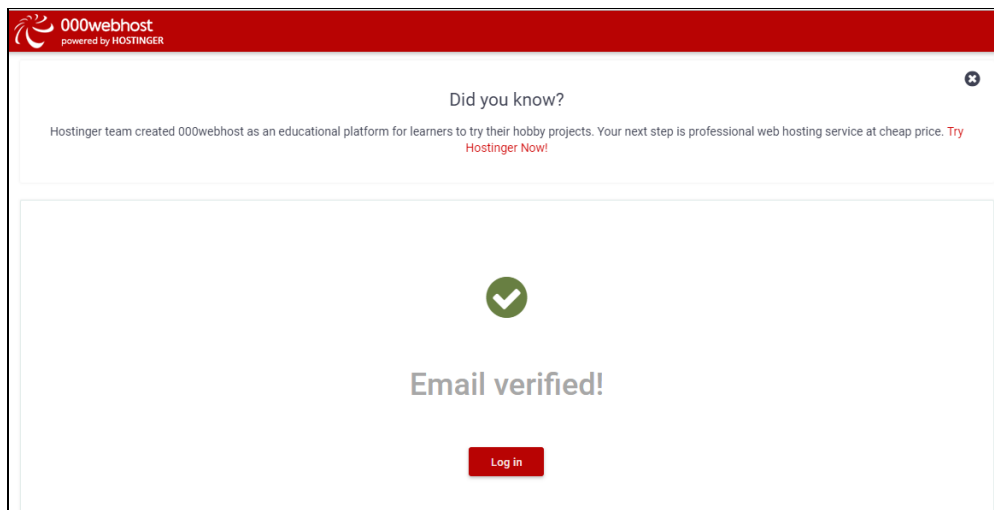 000webhost
powered by HOSTINGER
Did you know?
Hostinger team created 000webhost as an educational platform for learners to try their hobby projects. Your next step is professional web hosting service at cheap price. Try
Hostinger Now!
Email verified!
Log in